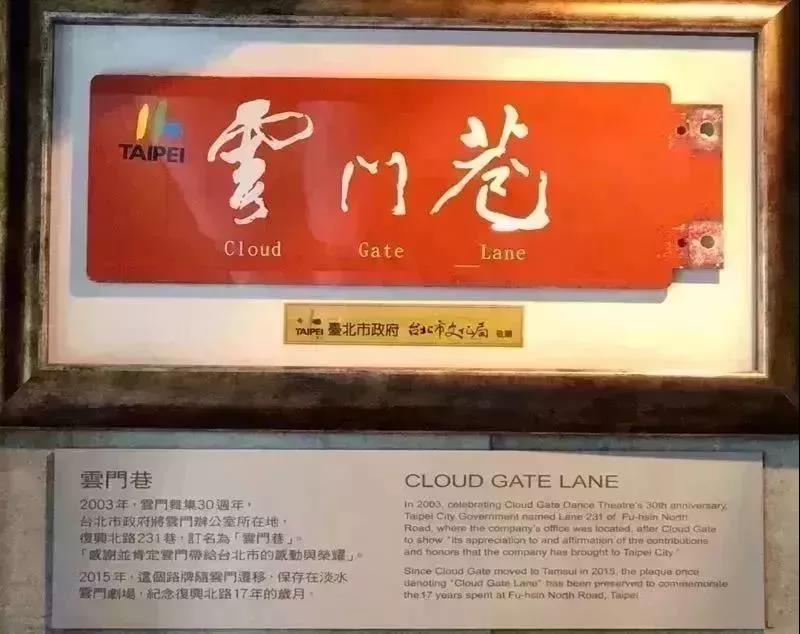 TAIPEI
雲門巷
Cloud Gate Lane
TAIPEI 臺北市政府 台北市文化局 敬贈
雲門巷
2003年，雲門舞集30週年，
台北市政府將雲門辦公室所在地，
復興北路231巷，訂名為「雲門巷」。
「感謝並肯定雲門帶給台北市的感動與榮耀」。
2015年，這個路牌隨雲門遷移，保存在淡水
雲門劇場，紀念復興北路17年的歲月。
CLOUD GATE LANE
In 2003, celebrating Cloud Gate Dance Theatre's 30th anniversary,
Taipei City Government named Lane 231 of Fu-hsin North
Road, where the company's office was located, after Cloud Gate
to show "its appreciation to and affirmation of the contributions
and honors that the company has brought to Taipei City."
Since Cloud Gate moved to Tamsui in 2015, the plaque once
denoting "Cloud Gate Lane" has been preserved to commemorate
the 17 years spent at Fu-hsin North Road, Taipei.